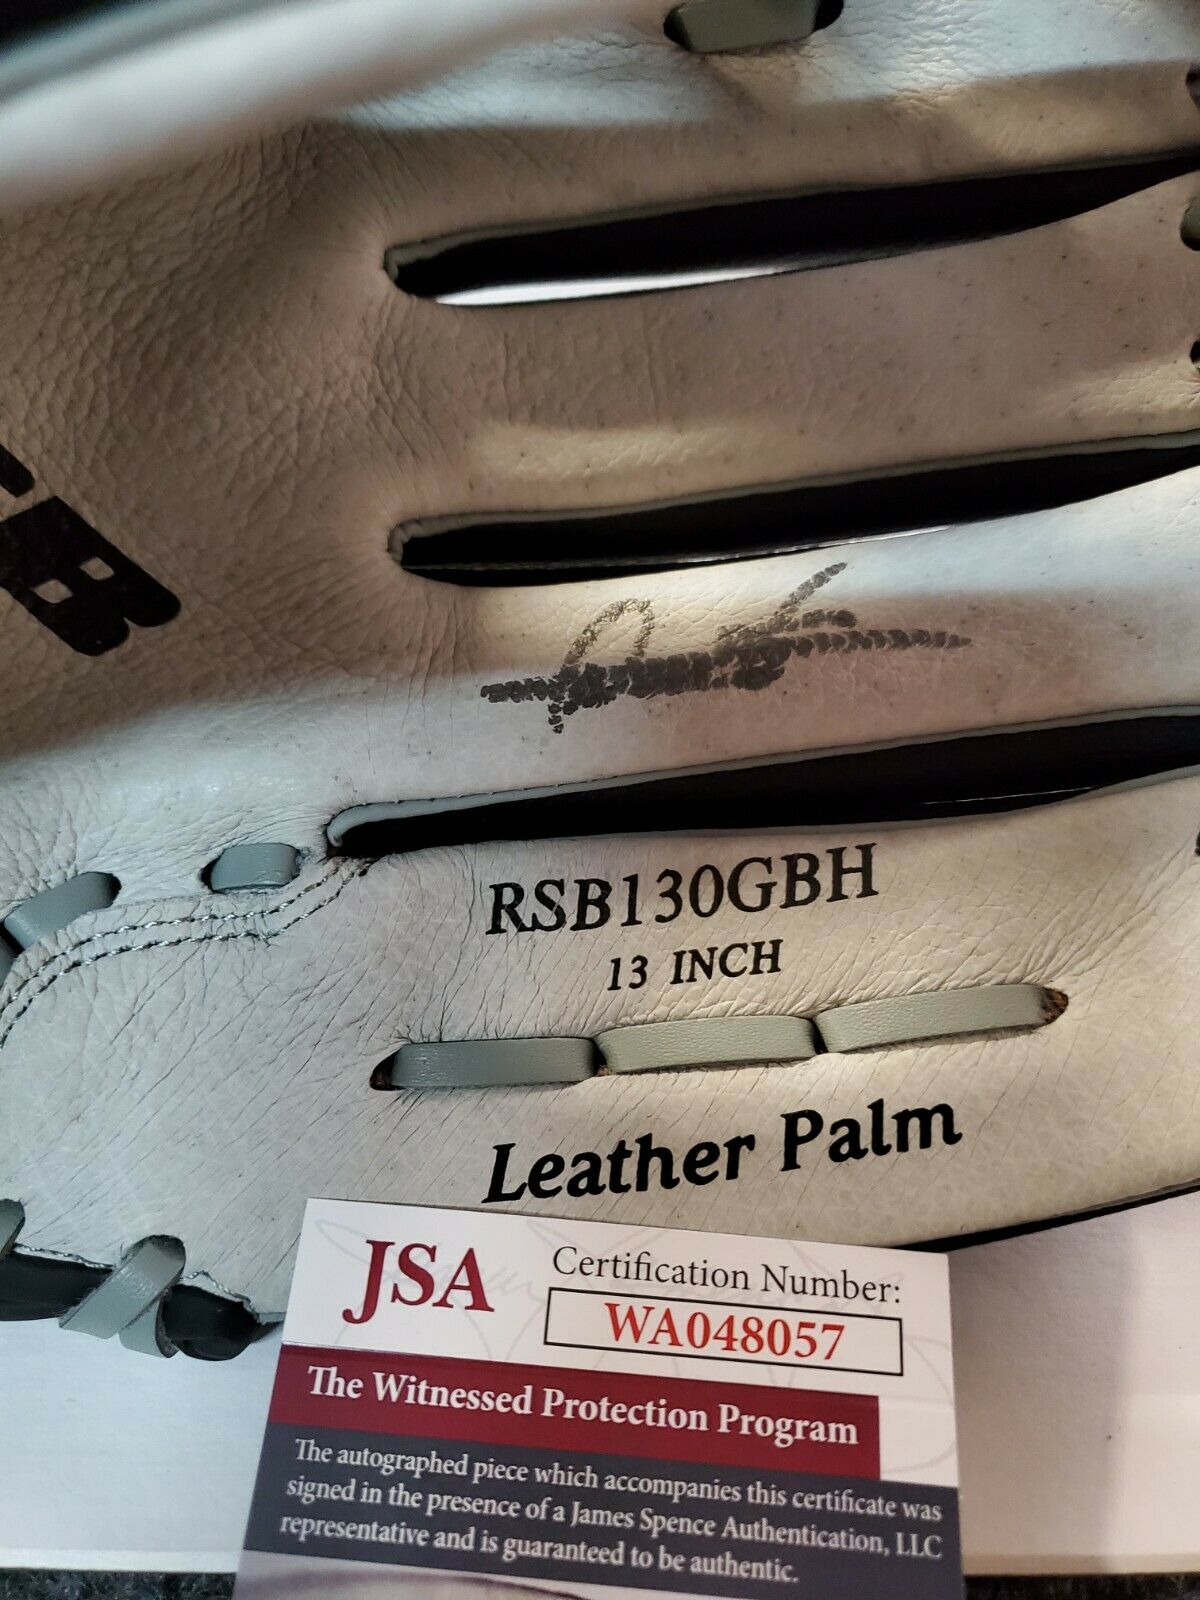 RSB130GBH
13 INCH
Leather Palm
JSA
Certification Number:
WA048057
The Witnessed Protection Program
The autographed piece which accompanies this certificate was
signed in the presence of a James Spence Authentication, LLC
representative and is guaranteed to be authentic.